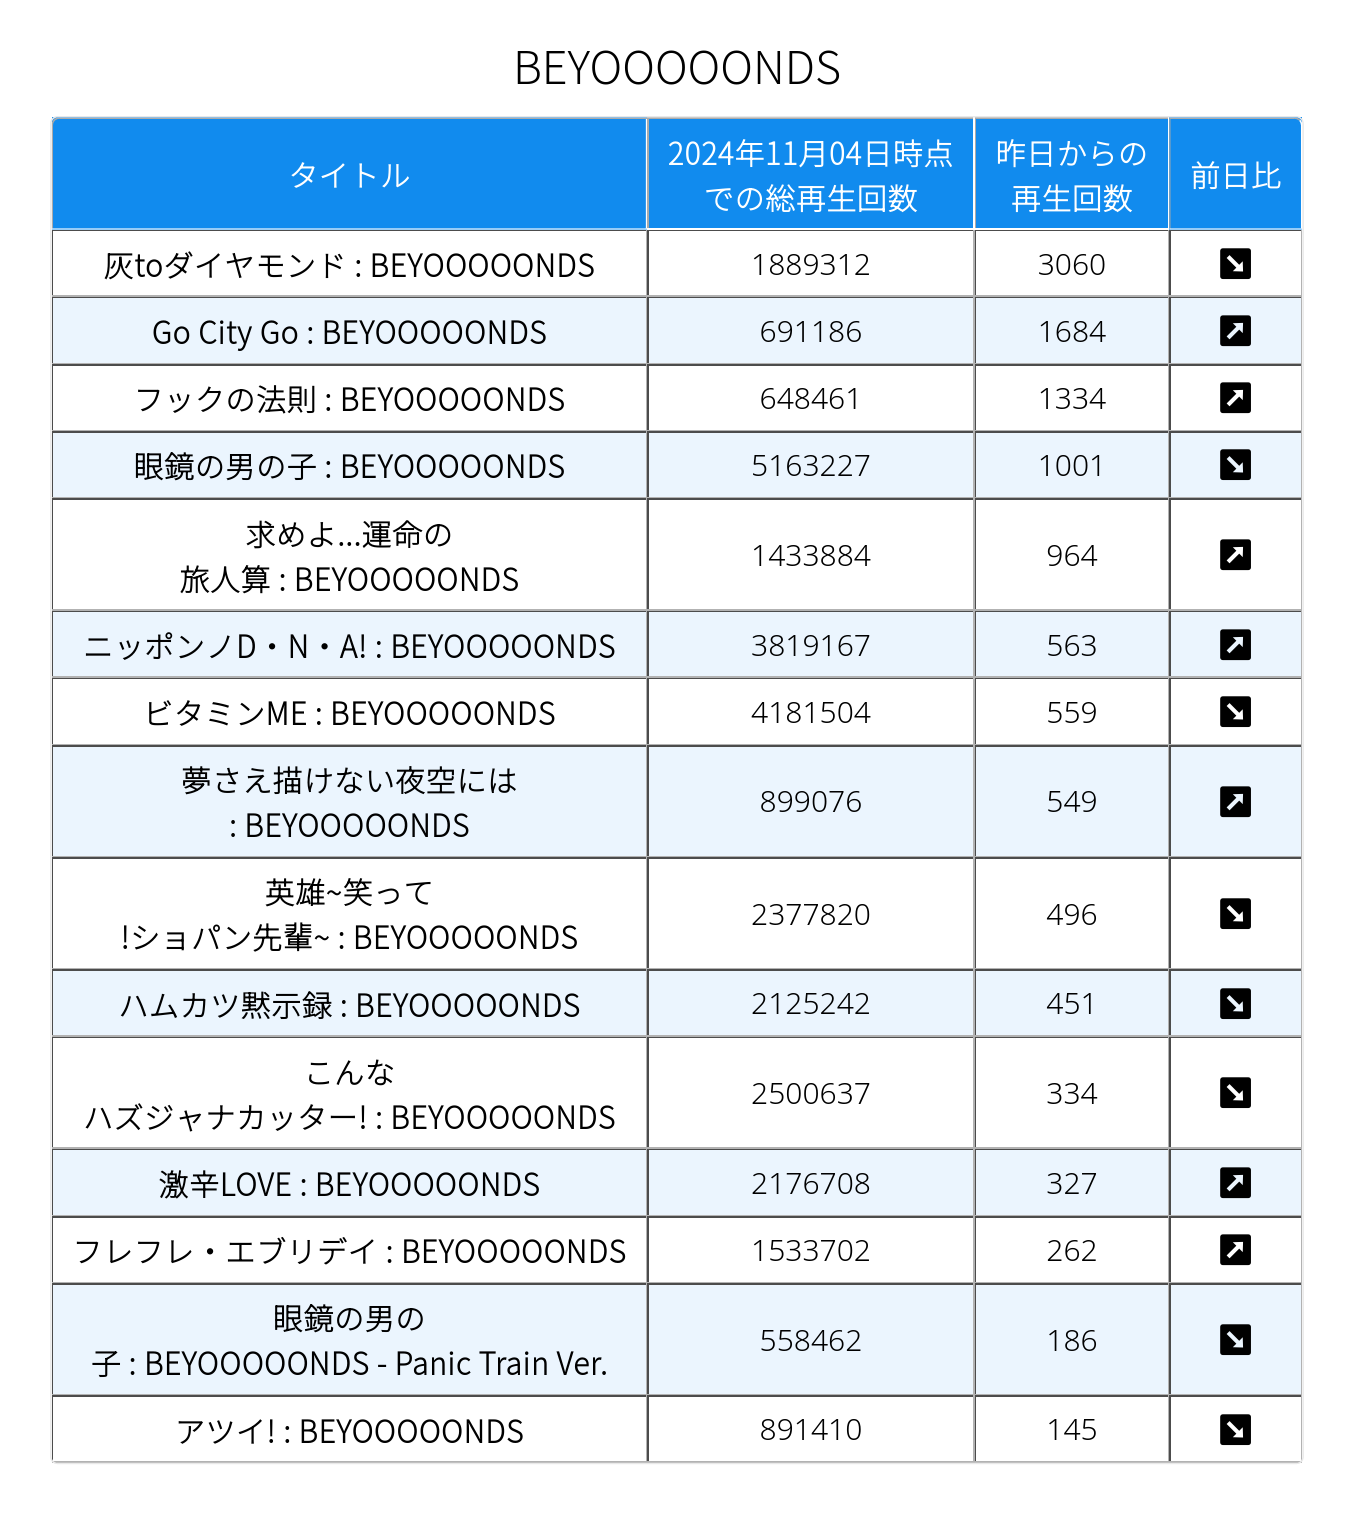 BEYOOOOONDS
タイトル
2024年11月04日時点
での総再生回数
昨日からの
再生回数
前日比
灰toダイヤモンド : BEYOOOOONDS 1889312 3060
Go City Go : BEYOOOOONDS 691186 1684
フックの法則 : BEYOOOOONDS 648461 1334
眼鏡の男の子 : BEYOOOOONDS 5163227 1001
求めよ...運命の
旅人算 : BEYOOOOONDS 1433884 964
ニッポンノD・N・A! : BEYOOOOONDS 3819167 563
ビタミンME : BEYOOOOONDS 4181504 559
夢さえ描けない夜空には
: BEYOOOOONDS 899076 549
英雄~笑って
!ショパン先輩~ : BEYOOOOONDS 2377820 496
ハムカツ黙示録 : BEYOOOOONDS 2125242 451
こんな
ハズジャナカッター! : BEYOOOOONDS 2500637 334
激辛LOVE : BEYOOOOONDS 2176708 327
フレフレ・エブリデイ : BEYOOOOONDS 1533702 262
眼鏡の男の
子 : BEYOOOOONDS - Panic Train Ver. 558462 186
アツイ! : BEYOOOOONDS 891410 145